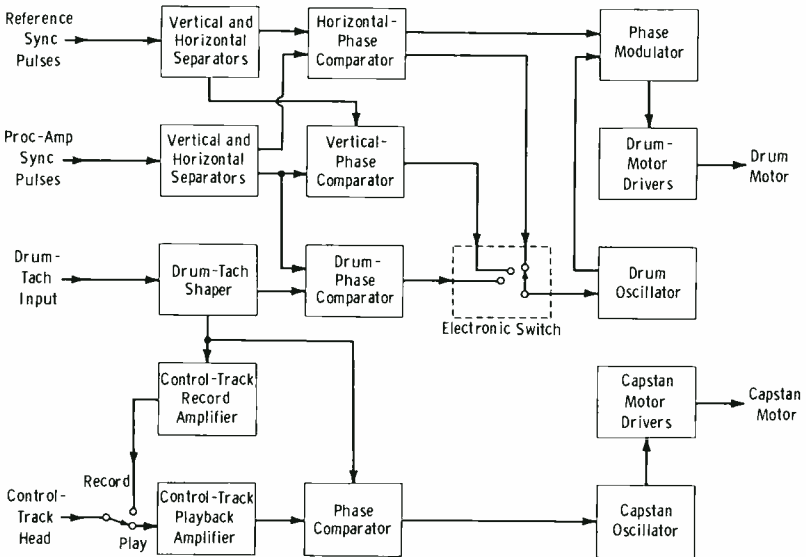 Reference
Sync
Pulses
Vertical and
Horizontal
Separators
Horizontal-
Phase
Comparator
Phase
Modulator
Proc-Amp
Sync
Pulses
Vertical and
Horizontal
Separators
Vertical-
Phase
Comparator
Drum-
Motor
Drivers
Drum
Motor
Drum-
Tach
Input
Drum-Tach
Shaper
Drum-
Phase
Comparator
Electronic Switch
Drum
Oscillator
Control-Track
Record
Amplifier
Capstan
Motor
Drivers
Capstan
Motor
Record
Control-
Track
Head
Play
Control-Track
Playback
Amplifier
Phase
Comparator
Capstan
Oscillator